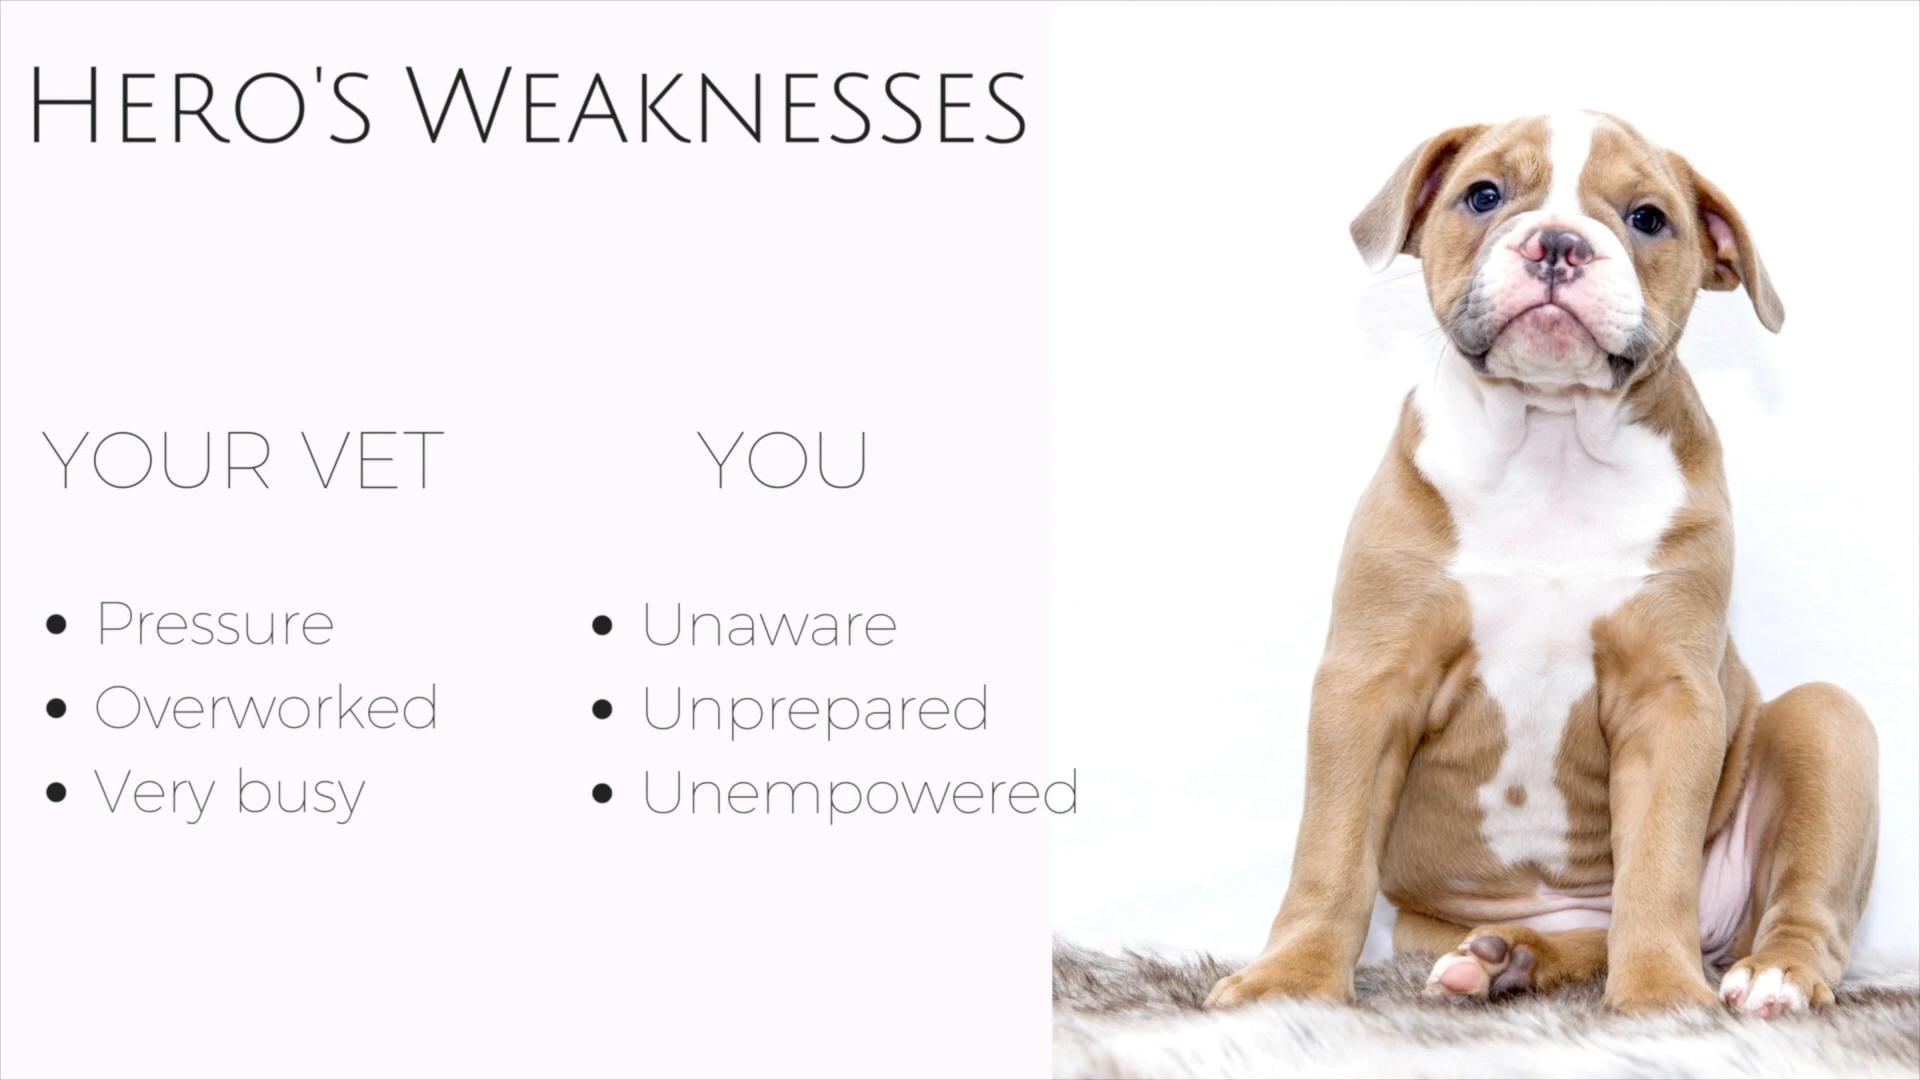 Hero's Weaknesses
YOUR VET
• Pressure
• Overworked
• Very busy
YOU
• Unaware
• Unprepared
• Unempowered